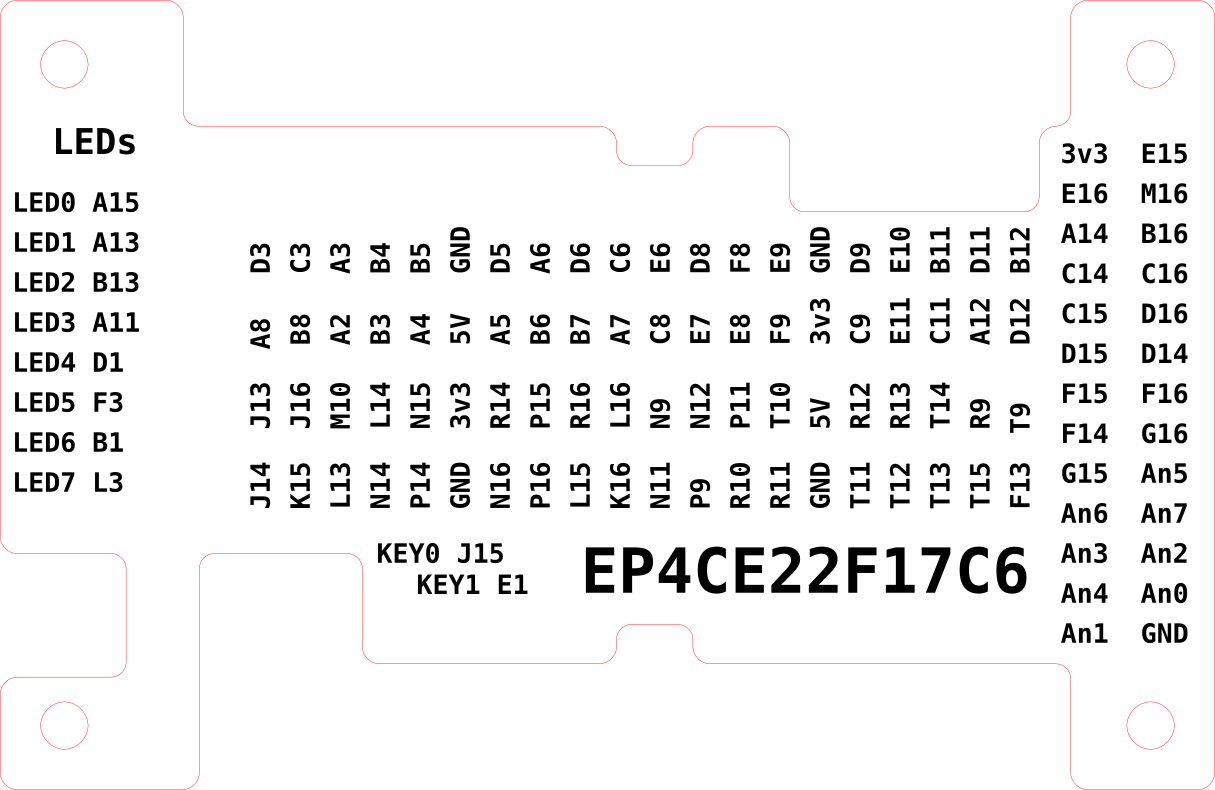 LEDs
LED0 A15
LED1 A13
LED2 B13
LED3 A11
LED4 D1
LED5 F3
LED6 B1
LED7 L3
D3 C3 A3 B4 B5 GND D5 A6 D6 C6 E6 D8 F8 E9 GND D9 E10 B11 D11 B12
A8 B8 A2 B3 A4 5V A5 B6 B7 A7 C8 E7 E8 F9 3v3 C9 E11 C11 A12 D12
J13 J16 M10 L14 N15 3v3 R14 P15 R16 L16 N9 N12 P11 T10 5V R12 R13 T14 R9 T9
J14 K15 L13 N14 P14 GND N16 P16 L15 K16 N11 P9 R10 R11 GND T11 T12 T13 T15 F13
KEY0 J15
KEY1 E1
EP4CE22F17C6
3v3 E15
E16 M16
A14 B16
C14 C16
C15 D16
D15 D14
F15 F16
F14 G16
G15 An5
An6 An7
An3 An2
An4 An0
An1 GND